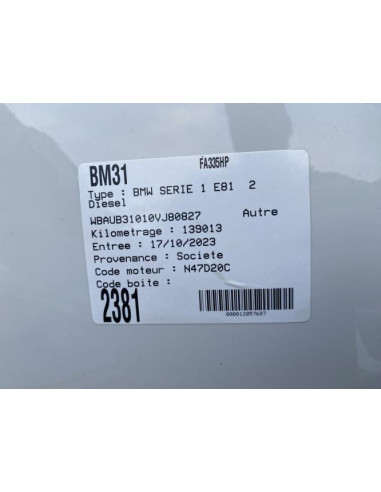 FA335HP
BM31
Type : BMW SERIE 1 E81 2
Diesel
WBAUB31010VJ80827 Autre
Kilometrage : 139013
Entree : 17/10/2023
Provenance : Societe
Code moteur : N47D20C
Code boite :
2381
000012057687